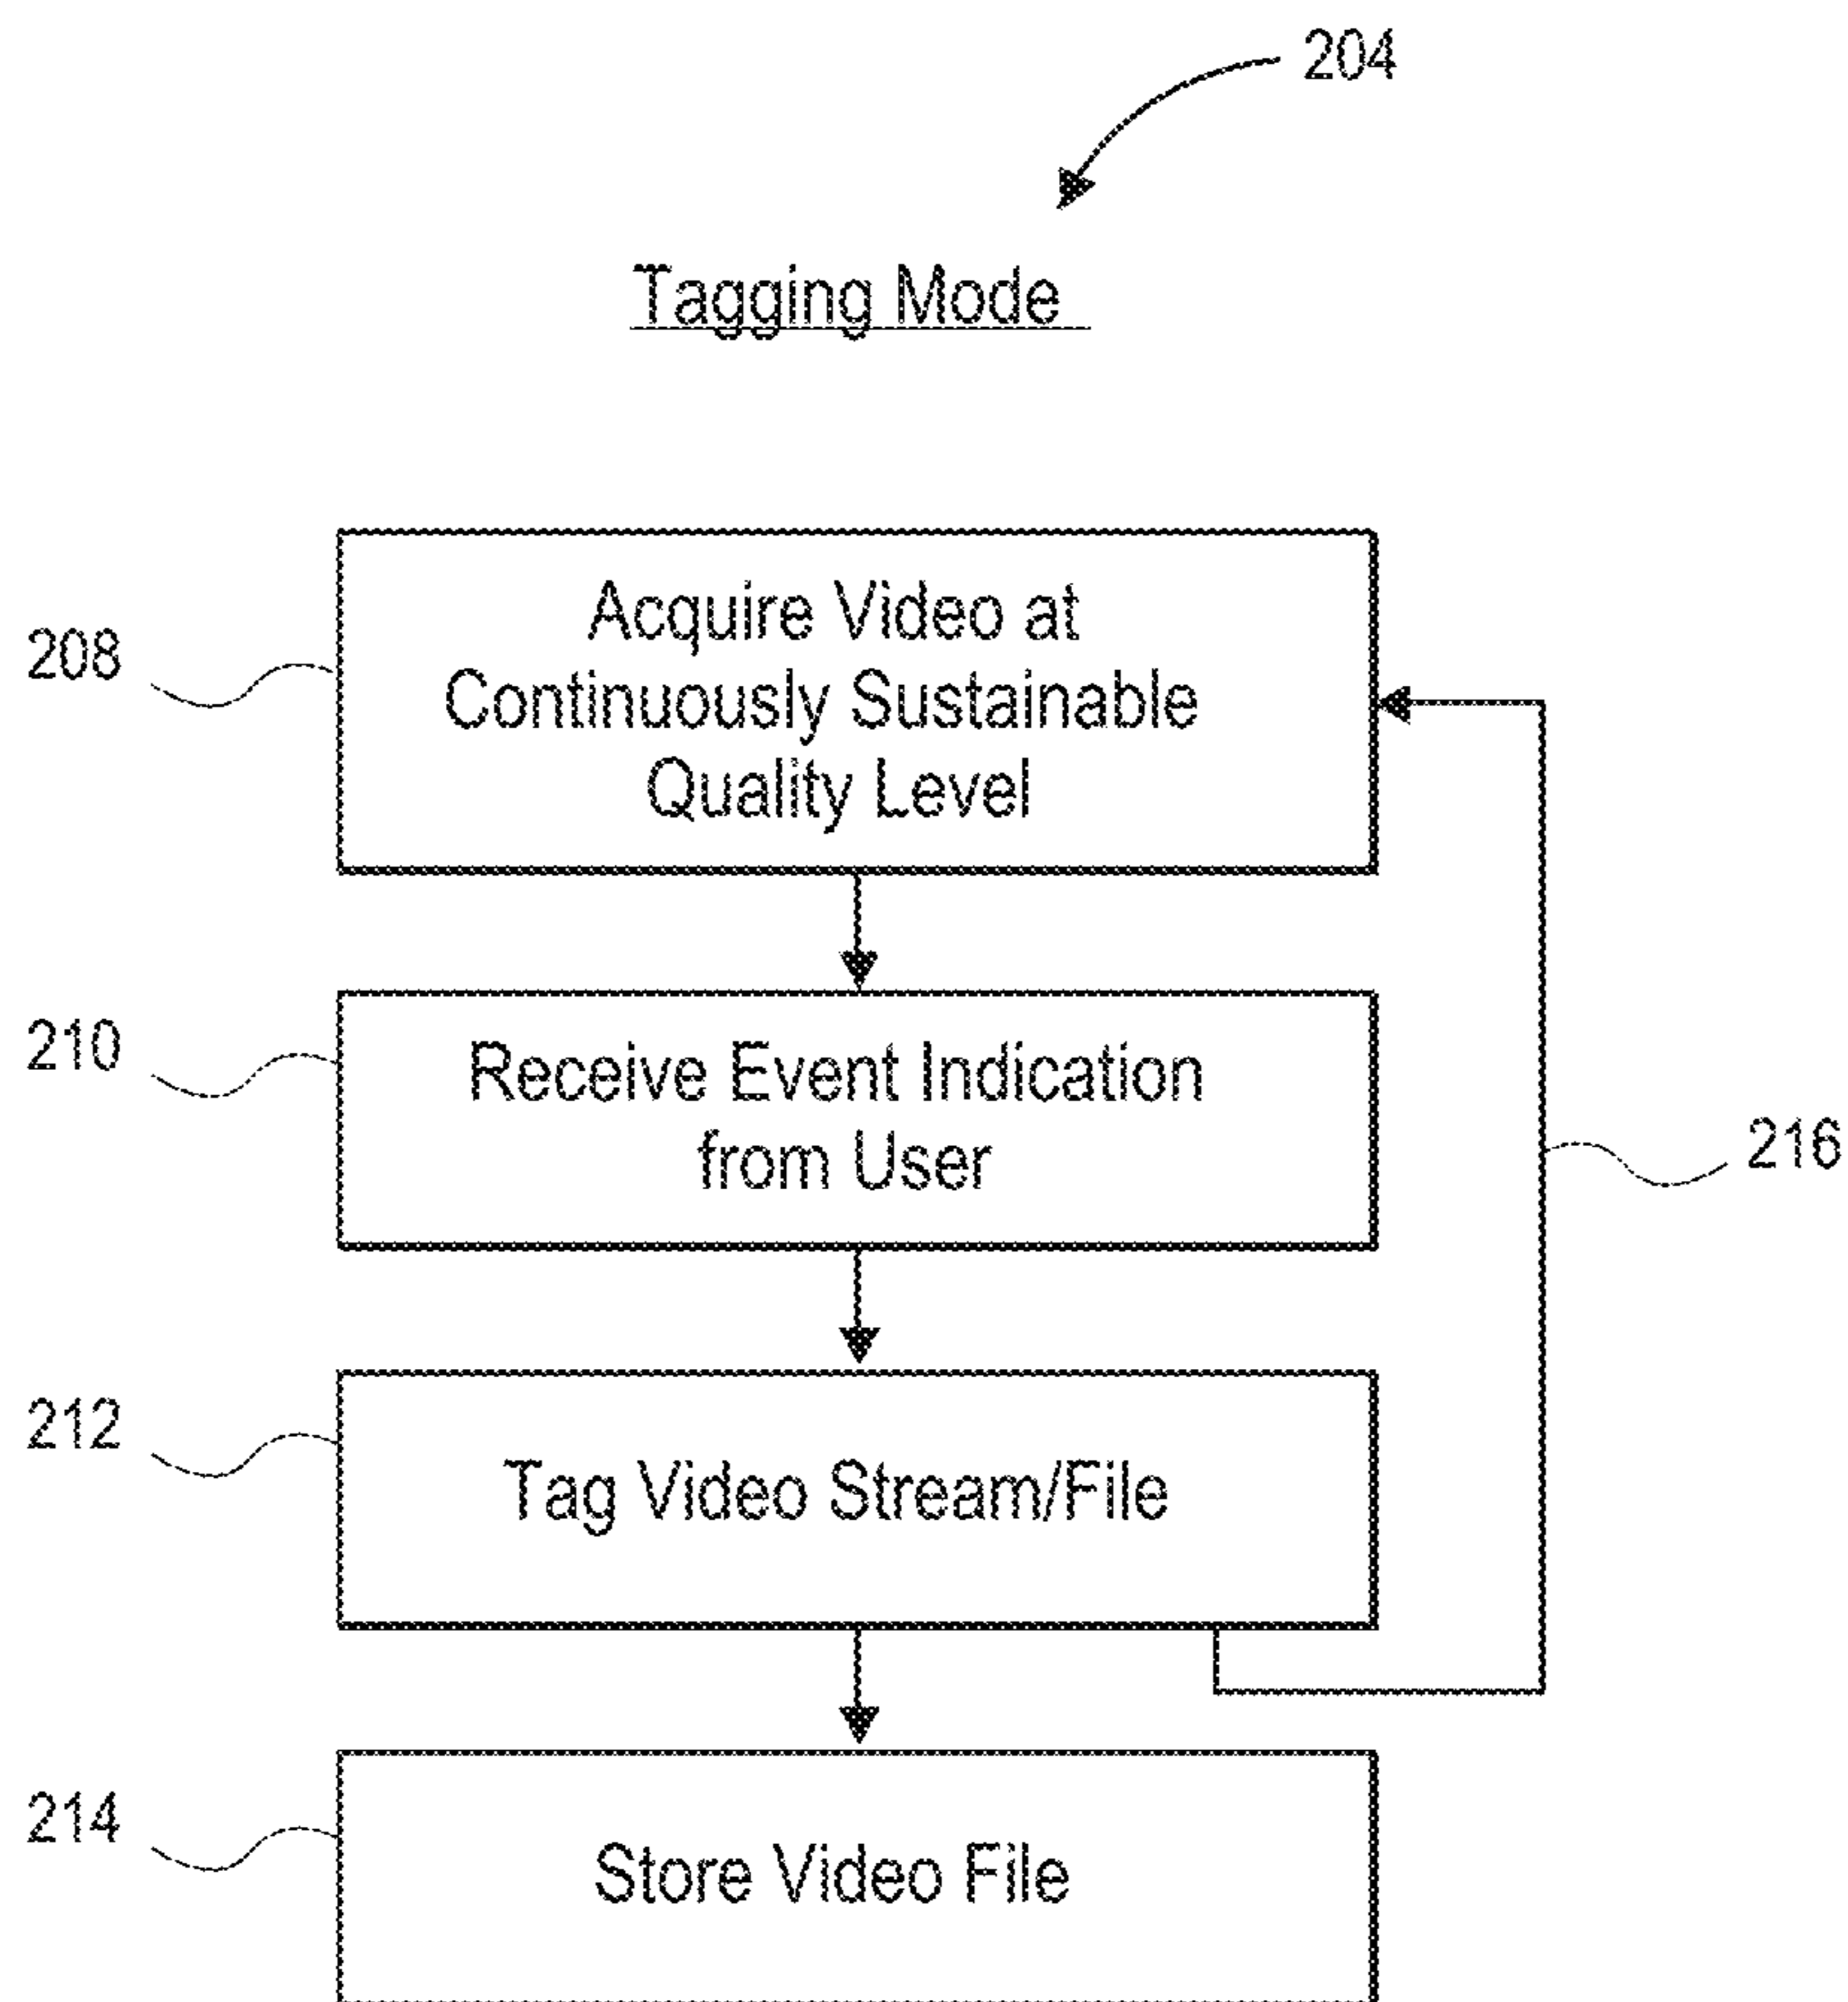 204
Tagging Mode
Acquire Video at
Continuously Sustainable
Quality Level
208
Receive Event Indication
from User
210
216
Tag Video Stream/File
212
Store Video File
214